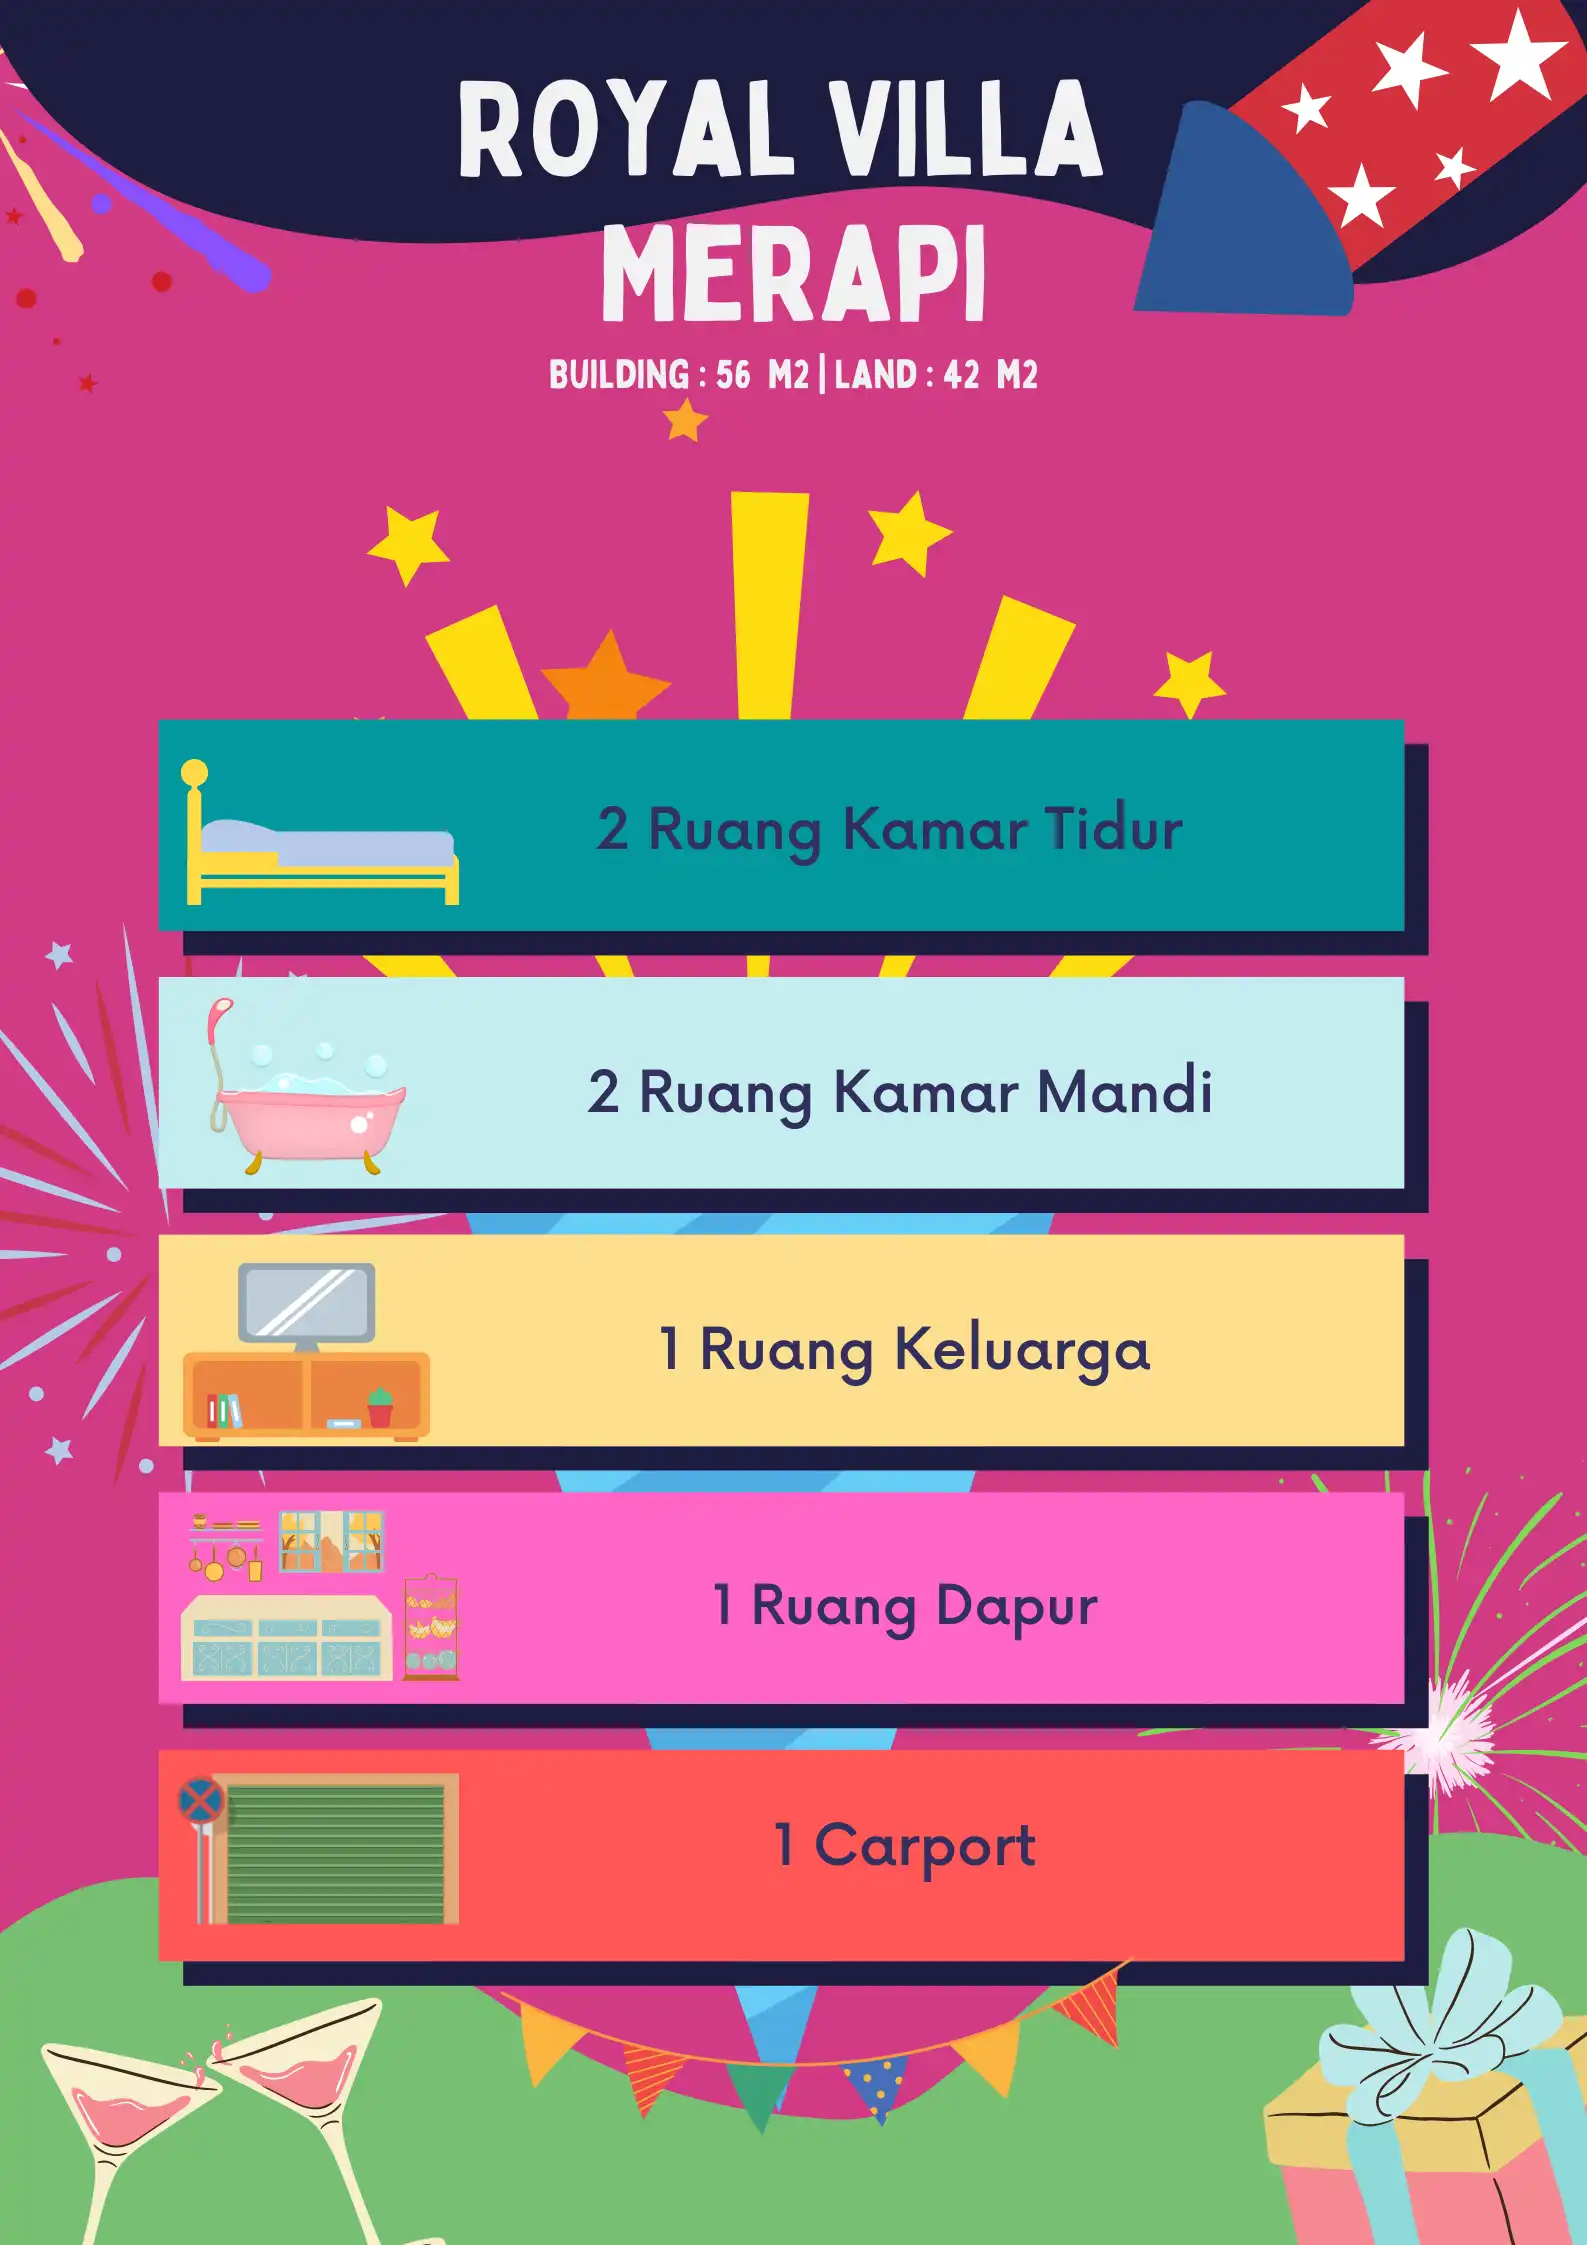 ROYAL VILLA
MERAPI
BUILDING : 56 M2 | LAND : 42 M2
2 Ruang Kamar Tidur
2 Ruang Kamar Mandi
1 Ruang Keluarga
1 Ruang Dapur
1 Carport